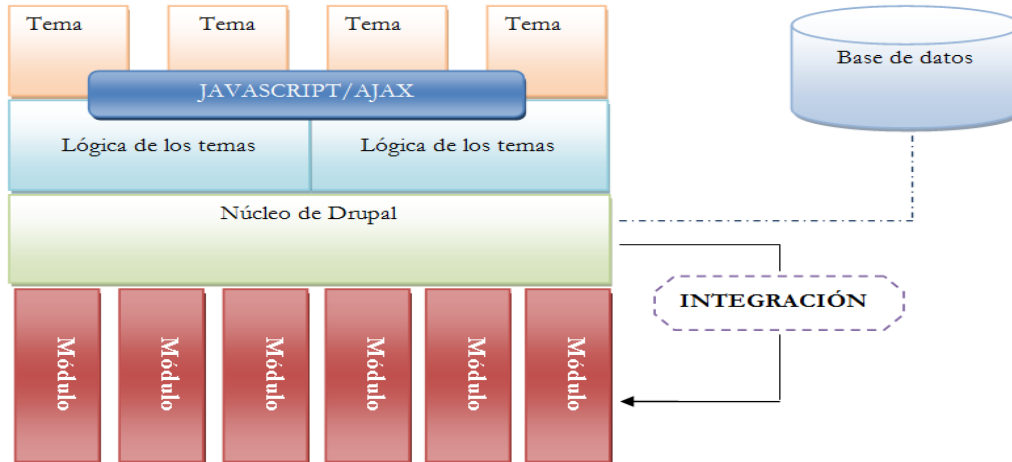 Tema
Tema
Tema
Tema
Base de datos
JAVASCRIPT/AJAX
Lógica de los temas
Lógica de los temas
Núcleo de Drupal
INTEGRACIÓN
Módulo
Módulo
Módulo
Módulo
Módulo
Módulo